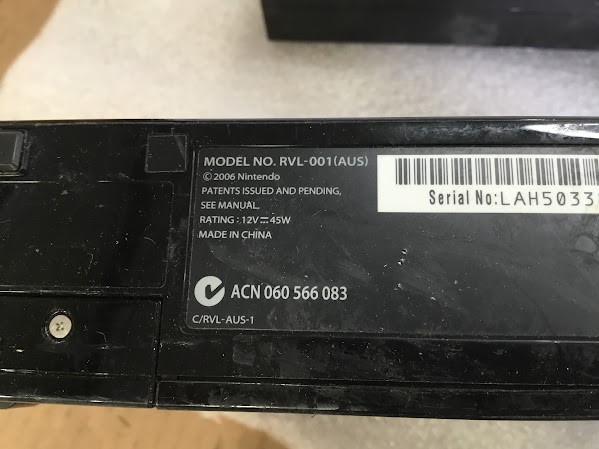 MODEL NO. RVL-001(AUS)
© 2006 Nintendo
PATENTS ISSUED AND PENDING,
SEE MANUAL.
RATING : 12V⎓45W
MADE IN CHINA
Serial No:LAH5033
ACN 060 566 083
C/RVL-AUS-1